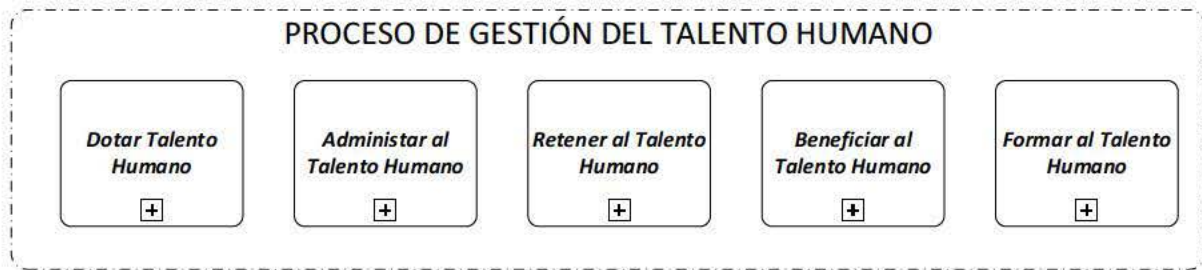 PROCESO DE GESTIÓN DEL TALENTO HUMANO
Dotar Talento
Humano
Administar al
Talento Humano
Retener al Talento
Humano
Beneficiar al
Talento Humano
Formar al Talento
Humano